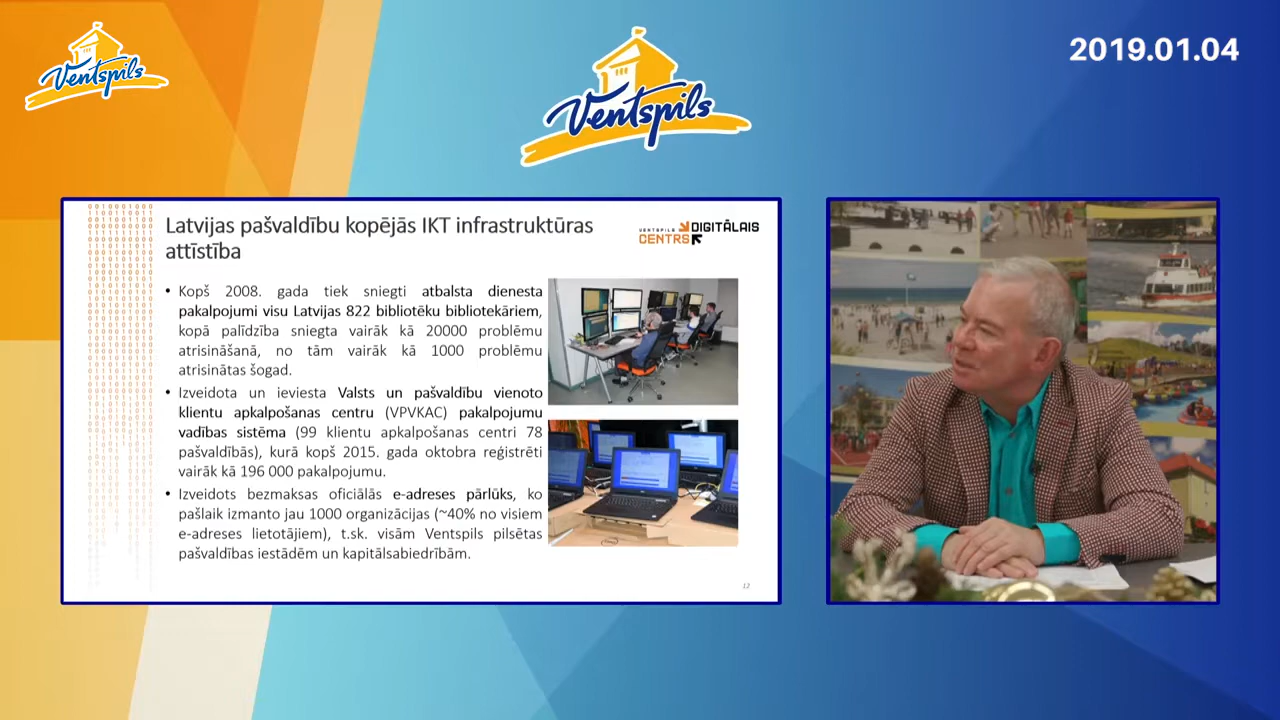 Ventspils
Ventspils
2019.01.04
Latvijas pašvaldību kopējās IKT infrastruktūras
attīstība
VENTSPILS
DIGITĀLAIS
CENTRS
• Kopš 2008. gada tiek sniegti atbalsta dienesta
pakalpojumi visu Latvijas 822 bibliotēku bibliotekāriem,
kopā palīdzība sniegta vairāk kā 20000 problēmu
atrisināšanā, no tām vairāk kā 1000 problēmu
atrisinātas šogad.
• Izveidota un ieviesta Valsts un pašvaldību vienoto
klientu apkalpošanas centru (VPVKAC) pakalpojumu
vadības sistēma (99 klientu apkalpošanas centri 78
pašvaldībās), kurā kopš 2015. gada oktobra reģistrēti
vairāk kā 196 000 pakalpojumu.
• Izveidots bezmaksas oficiālās e-adreses pārlūks, ko
pašlaik izmanto jau 1000 organizācijas (~40% no visiem
e-adreses lietotājiem), t.sk. visām Ventspils pilsētas
pašvaldības iestādēm un kapitālsabiedrībām.
12